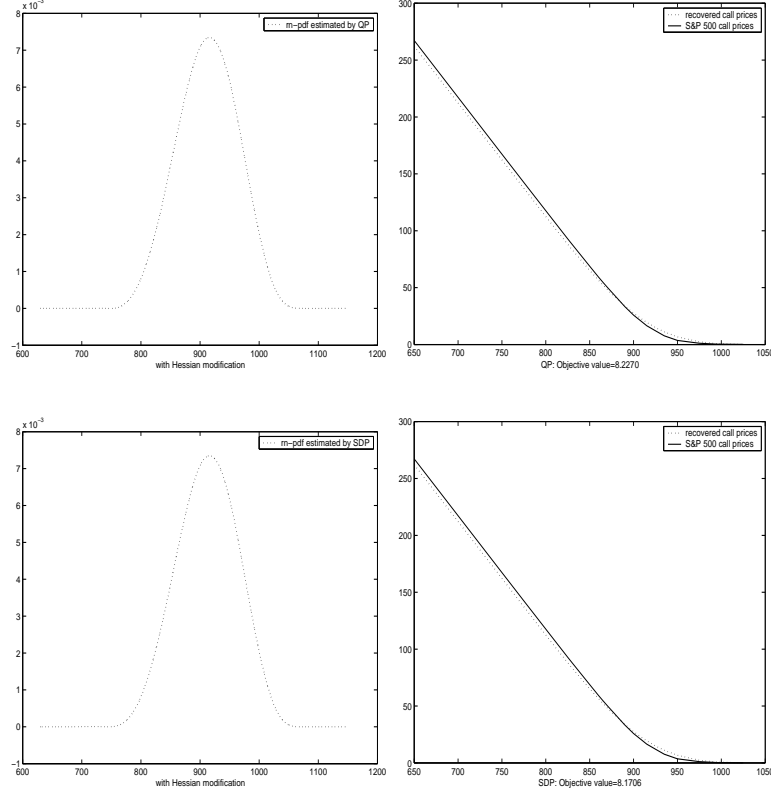 x 10⁻³
8
7
6
5
4
3
2
1
0
−1
600 700 800 900 1000 1100 1200
with Hessian modification
rn−pdf estimated by QP
300
250
200
150
100
50
0
650 700 750 800 850 900 950 1000 1050
QP: Objective value=8.2270
recovered call prices
S&P 500 call prices
x 10⁻³
8
7
6
5
4
3
2
1
0
−1
600 700 800 900 1000 1100 1200
with Hessian modification
rn−pdf estimated by SDP
300
250
200
150
100
50
0
650 700 750 800 850 900 950 1000 1050
SDP: Objective value=8.1706
recovered call prices
S&P 500 call prices